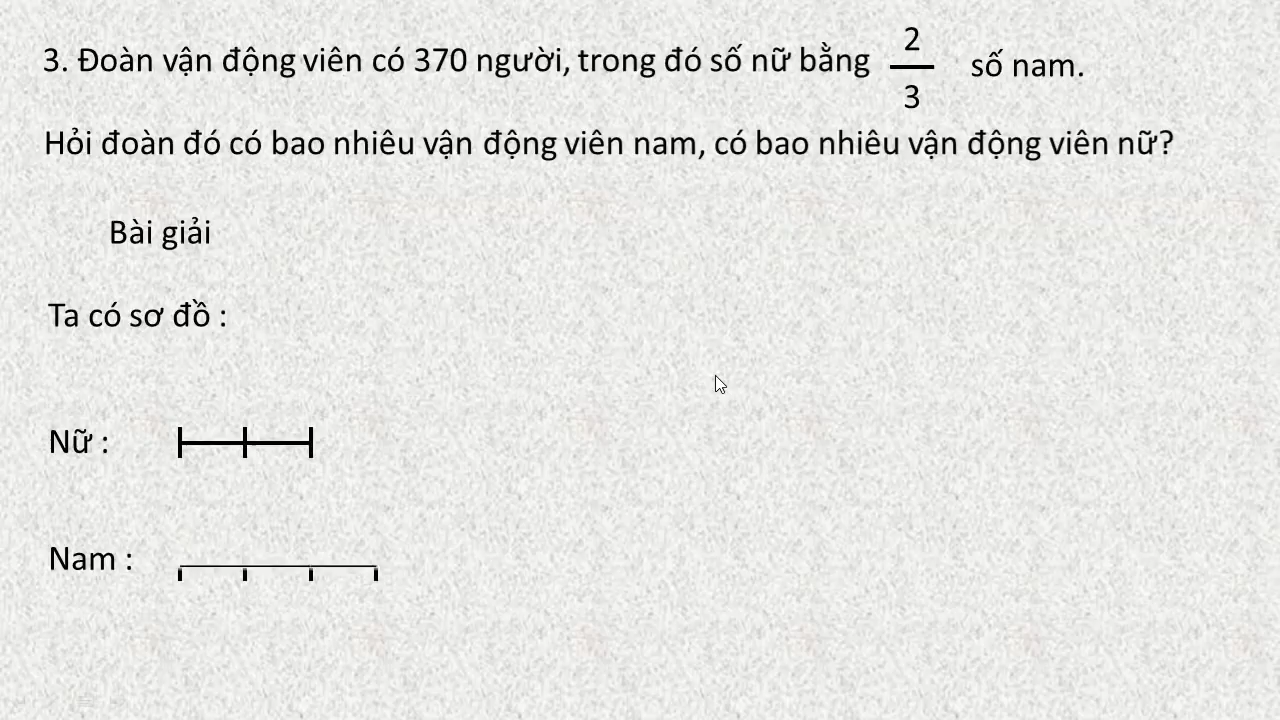 3. Đoàn vận động viên có 370 người, trong đó số nữ bằng 2/3 số nam.
Hỏi đoàn đó có bao nhiêu vận động viên nam, có bao nhiêu vận động viên nữ?
Bài giải
Ta có sơ đồ :
Nữ :
Nam :